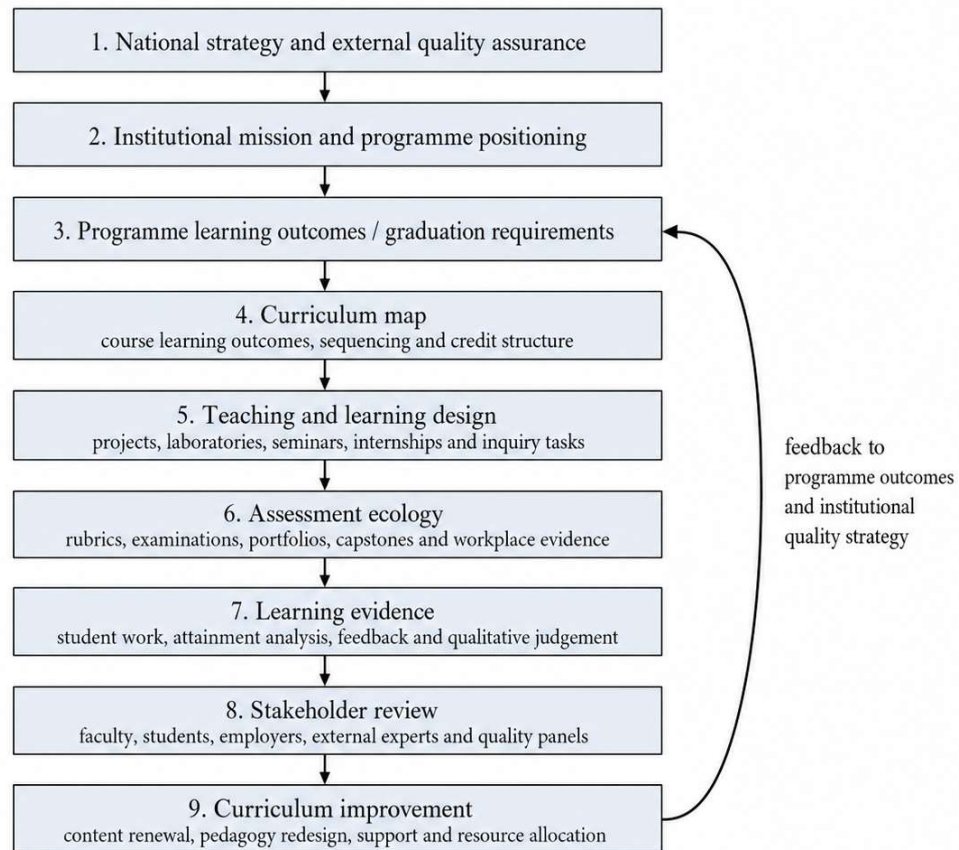 1. National strategy and external quality assurance
2. Institutional mission and programme positioning
3. Programme learning outcomes / graduation requirements
4. Curriculum map
course learning outcomes, sequencing and credit structure
5. Teaching and learning design
projects, laboratories, seminars, internships and inquiry tasks
6. Assessment ecology
rubrics, examinations, portfolios, capstones and workplace evidence
7. Learning evidence
student work, attainment analysis, feedback and qualitative judgement
8. Stakeholder review
faculty, students, employers, external experts and quality panels
9. Curriculum improvement
content renewal, pedagogy redesign, support and resource allocation
feedback to
programme outcomes
and institutional
quality strategy